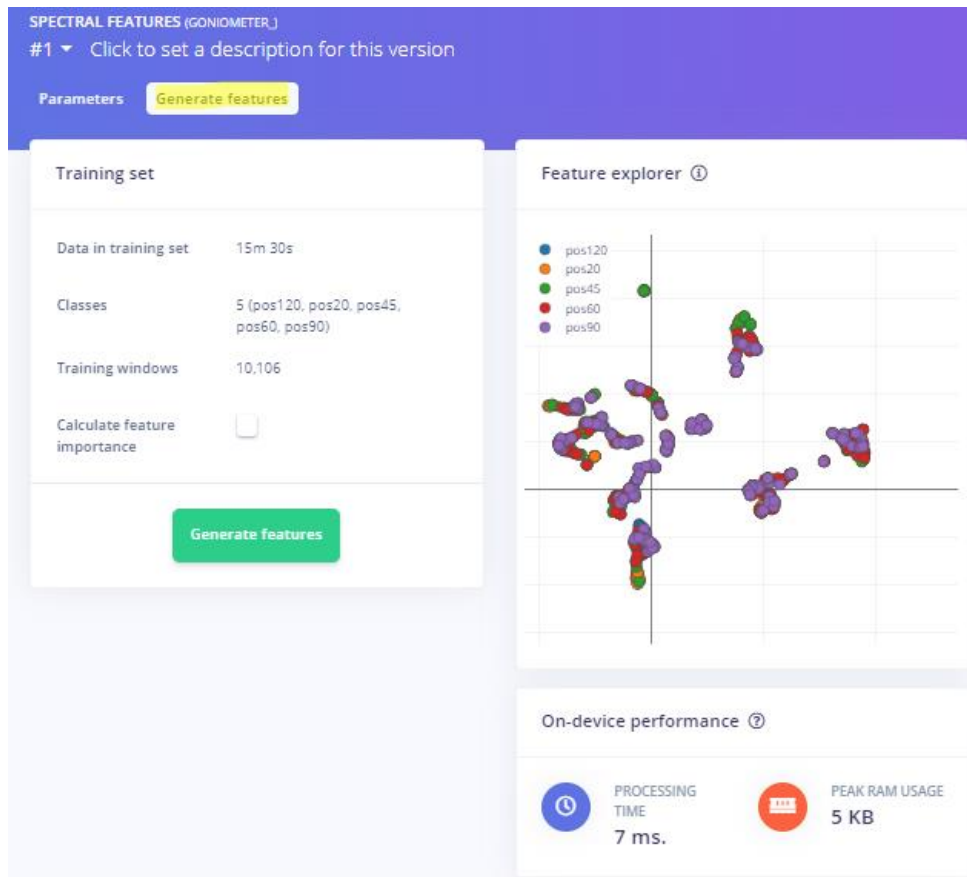 SPECTRAL FEATURES (GONIOMETER_)
#1 Click to set a description for this version
Parameters Generate features
Training set
Data in training set 15m 30s
Classes 5 (pos120, pos20, pos45,
pos60, pos90)
Training windows 10,106
Calculate feature
importance
Generate features
Feature explorer
pos120
pos20
pos45
pos60
pos90
On-device performance
PROCESSING
TIME
7 ms.
PEAK RAM USAGE
5 KB